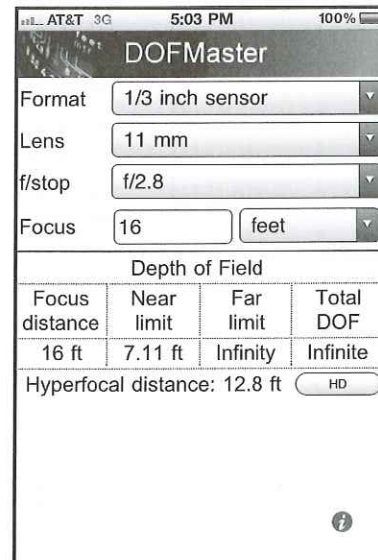 AT&T 3G 5:03 PM 100%
DOFMaster
Format 1/3 inch sensor
Lens 11 mm
f/stop f/2.8
Focus 16 feet
Depth of Field
Focus distance Near limit Far limit Total DOF
16 ft 7.11 ft Infinity Infinite
Hyperfocal distance: 12.8 ft HD
i